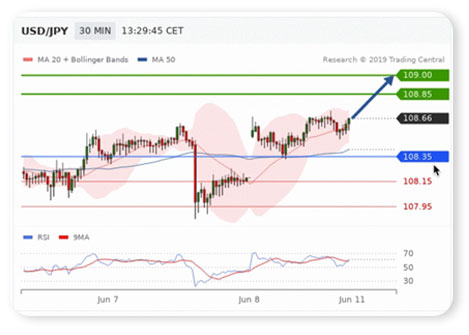 USD/JPY 30 MIN 13:29:45 CET
MA 20 + Bollinger Bands MA 50 Research © 2019 Trading Central
109.00
108.85
108.66
108.35
108.15
107.95
RSI 9MA
70
50
30
Jun 7 Jun 8 Jun 11